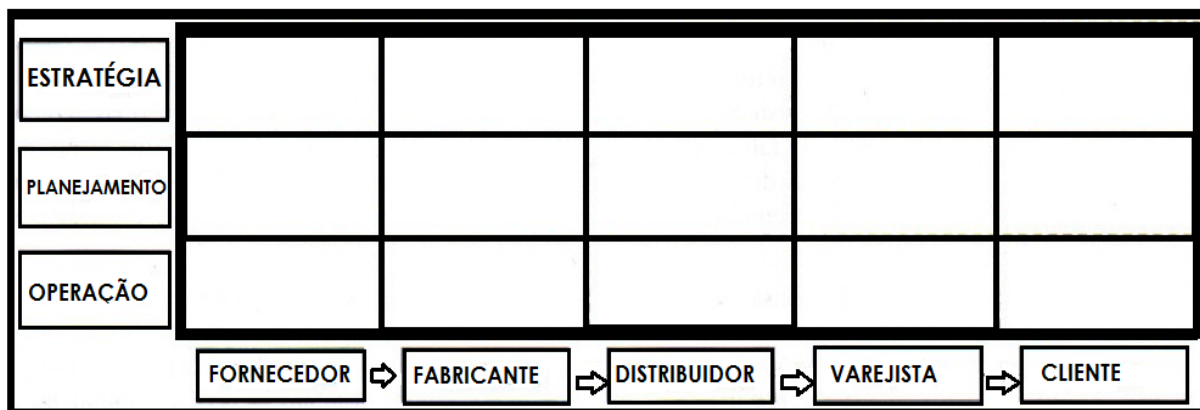 ESTRATÉGIA
PLANEJAMENTO
OPERAÇÃO
FORNECEDOR FABRICANTE DISTRIBUIDOR VAREJISTA CLIENTE